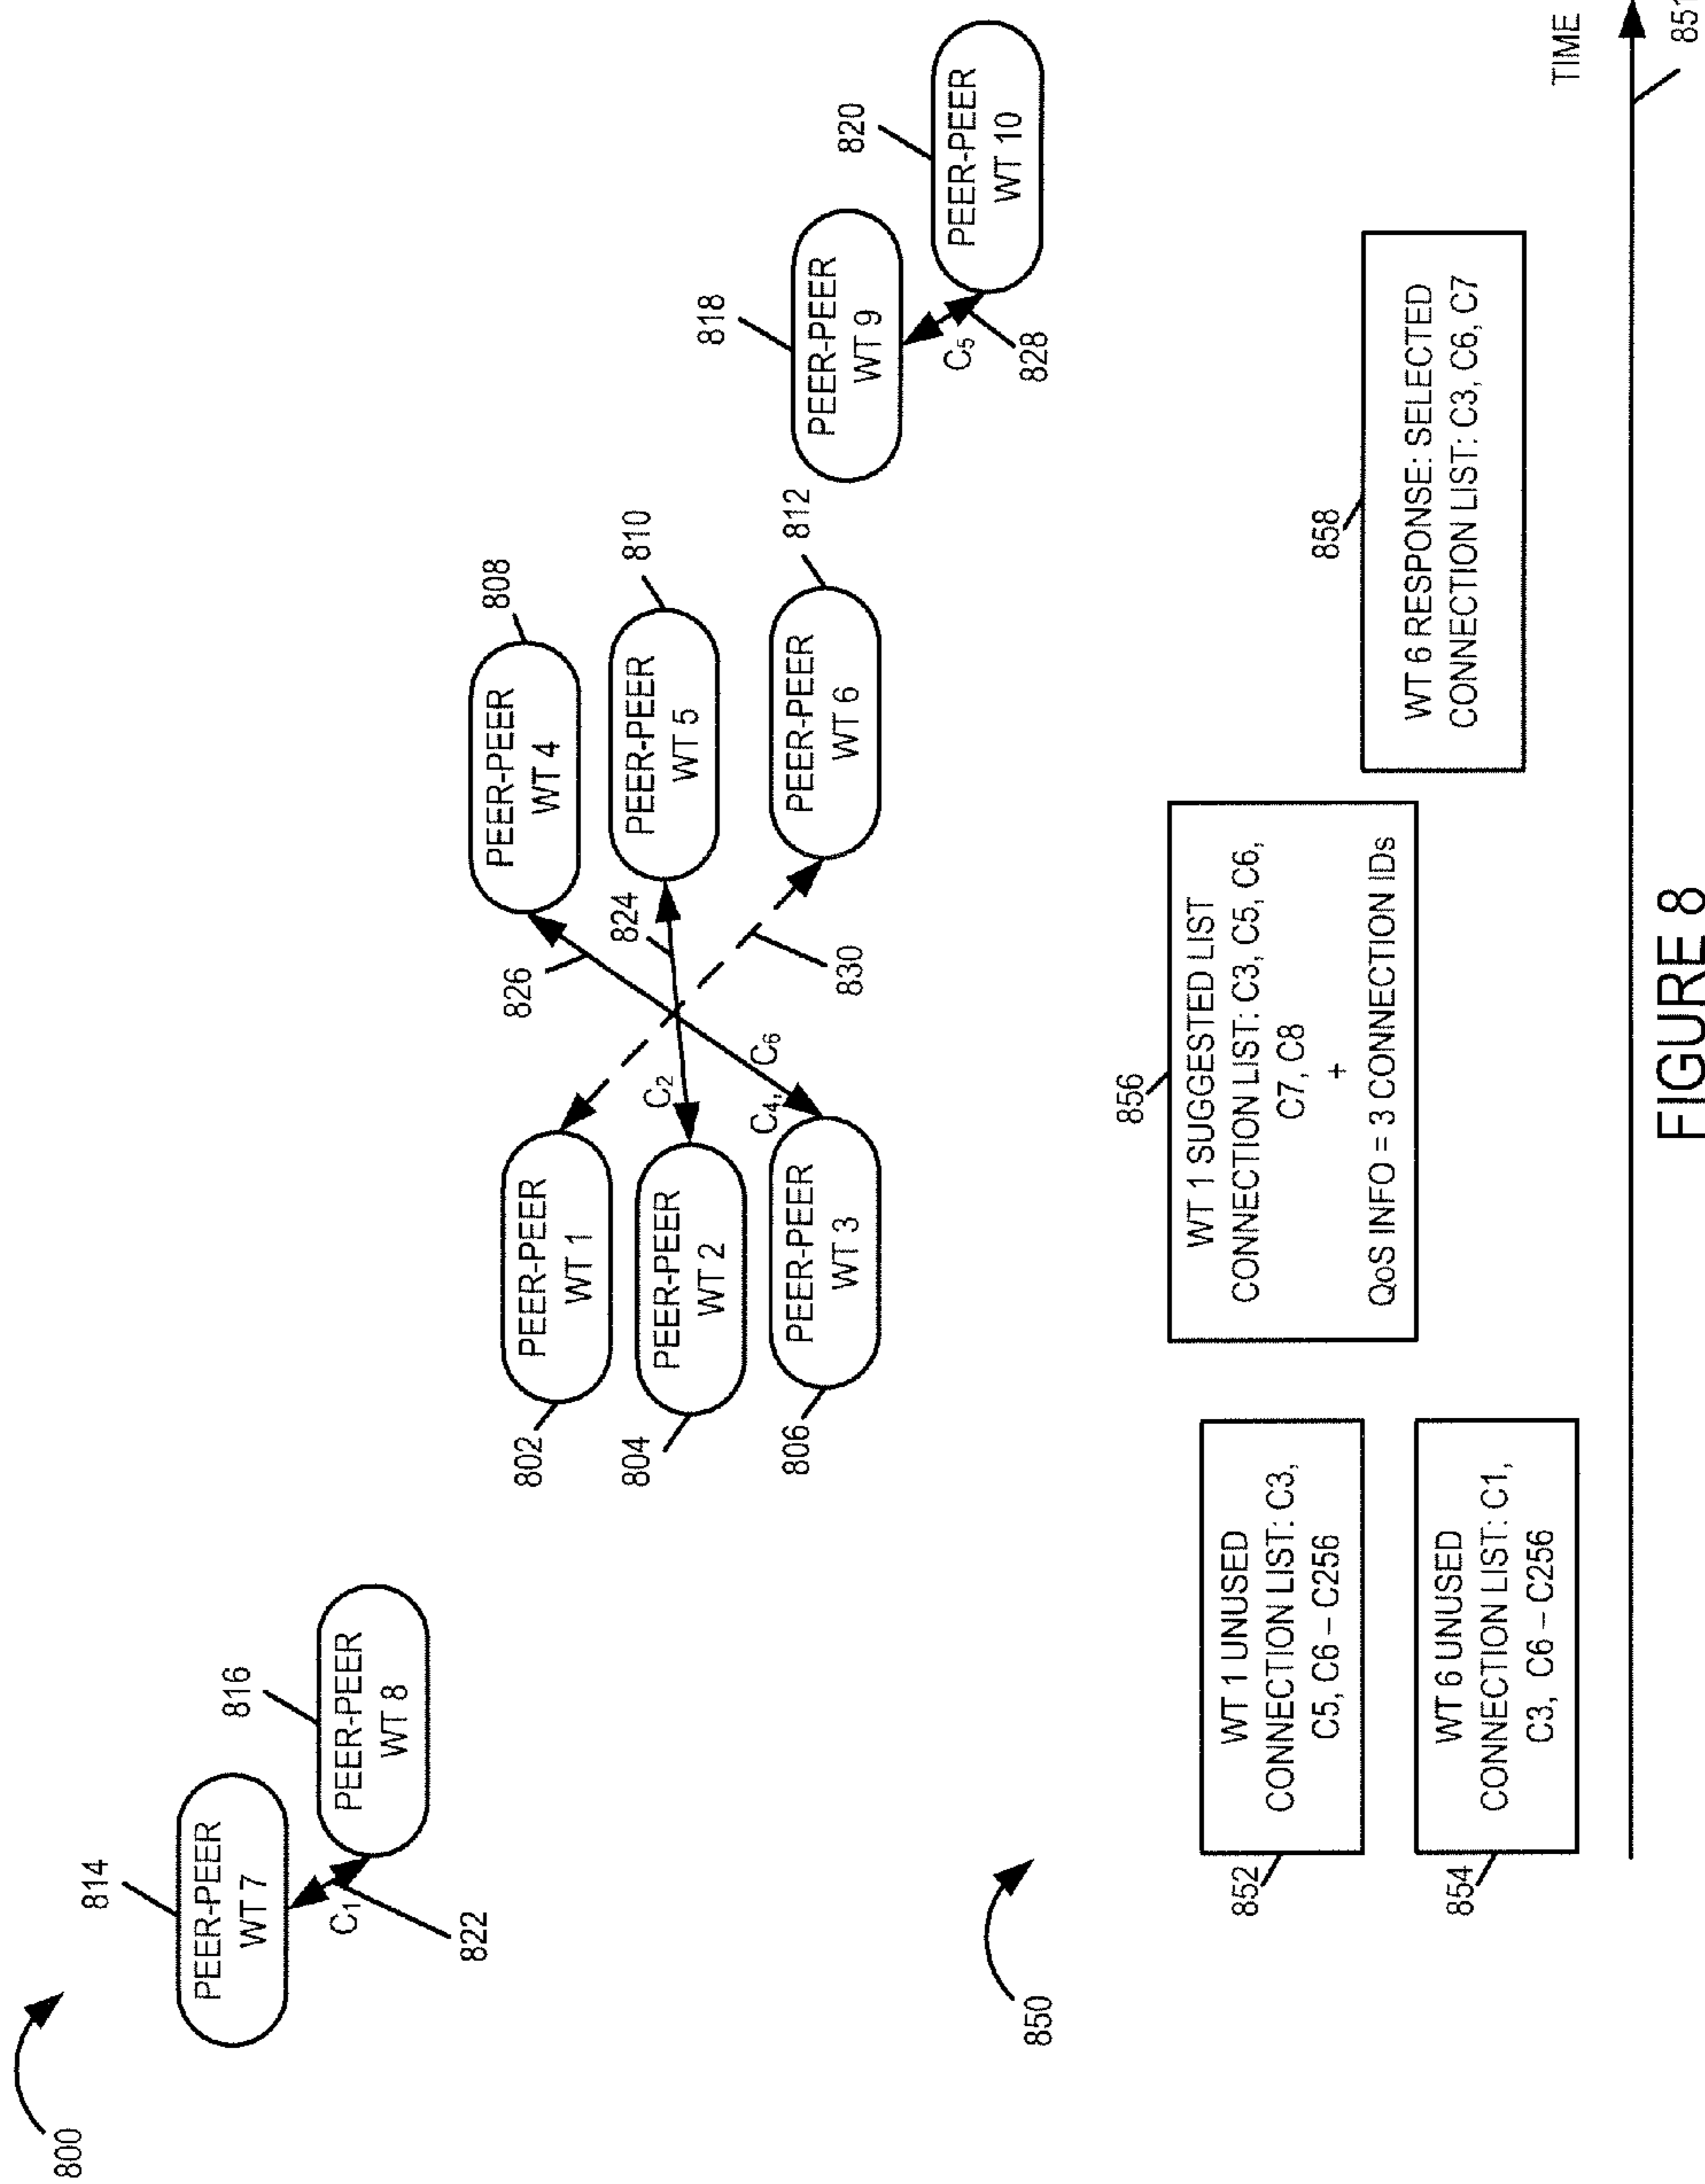 800
814
PEER-PEER
WT 7
816
PEER-PEER
WT 8
C1
822
802
PEER-PEER
WT 1
804
PEER-PEER
WT 2
806
PEER-PEER
WT 3
826
824
C2
C4, C6
830
808
PEER-PEER
WT 4
810
PEER-PEER
WT 5
812
PEER-PEER
WT 6
818
PEER-PEER
WT 9
820
PEER-PEER
WT 10
C5
828
850
852
WT 1 UNUSED
CONNECTION LIST: C3,
C5, C6 – C256
854
WT 6 UNUSED
CONNECTION LIST: C1,
C3, C6 – C256
856
WT 1 SUGGESTED LIST
CONNECTION LIST: C3, C5, C6,
C7, C8
+
QoS INFO = 3 CONNECTION IDs
858
WT 6 RESPONSE: SELECTED
CONNECTION LIST: C3, C6, C7
TIME
851
FIGURE 8